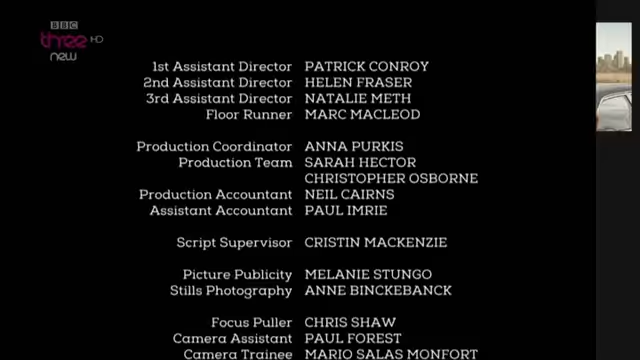 BBC
three HD
new
1st Assistant Director PATRICK CONROY
2nd Assistant Director HELEN FRASER
3rd Assistant Director NATALIE METH
Floor Runner MARC MACLEOD
Production Coordinator ANNA PURKIS
Production Team SARAH HECTOR
CHRISTOPHER OSBORNE
Production Accountant NEIL CAIRNS
Assistant Accountant PAUL IMRIE
Script Supervisor CRISTIN MACKENZIE
Picture Publicity MELANIE STUNGO
Stills Photography ANNE BINCKEBANCK
Focus Puller CHRIS SHAW
Camera Assistant PAUL FOREST
Camera Trainee MARIO SALAS MONFORT